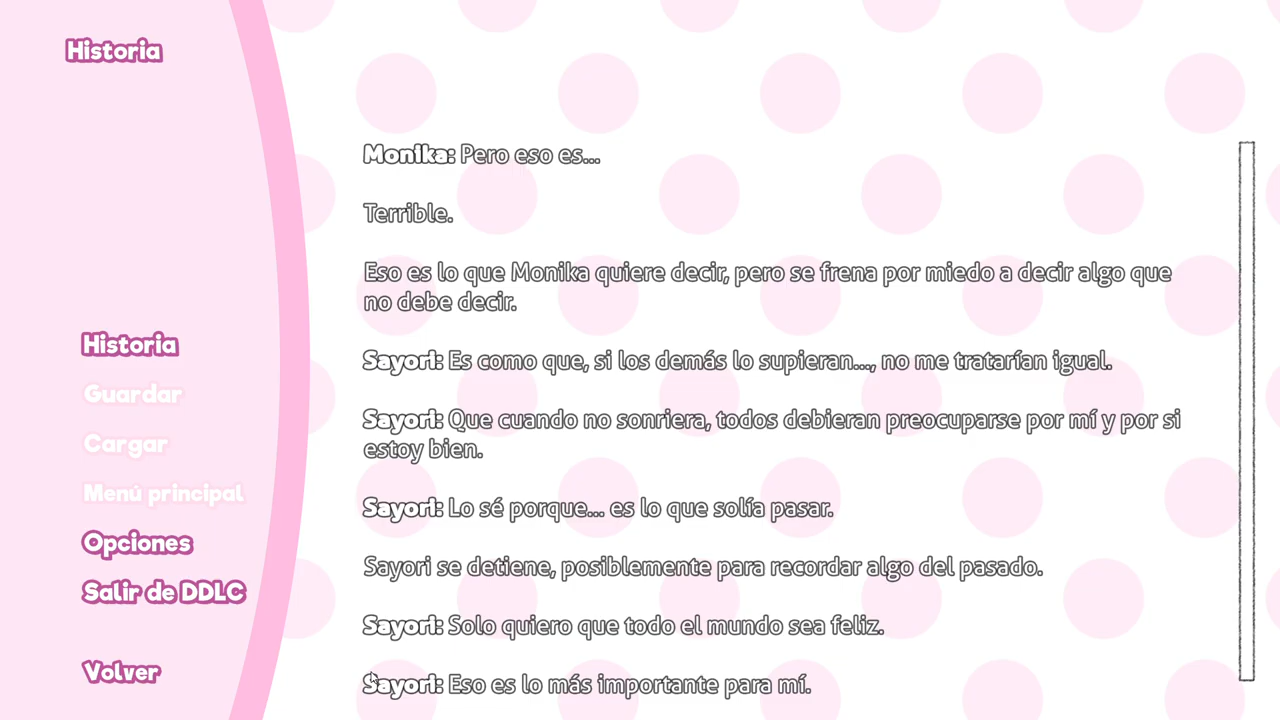 Historia
Historia
Guardar
Cargar
Menú principal
Opciones
Salir de DDLC
Volver
Monika: Pero eso es...
Terrible.
Eso es lo que Monika quiere decir, pero se frena por miedo a decir algo que
no debe decir.
Sayori: Es como que, si los demás lo supieran..., no me tratarían igual.
Sayori: Que cuando no sonriera, todos debieran preocuparse por mí y por si
estoy bien.
Sayori: Lo sé porque... es lo que solía pasar.
Sayori se detiene, posiblemente para recordar algo del pasado.
Sayori: Solo quiero que todo el mundo sea feliz.
Sayori: Eso es lo más importante para mí.